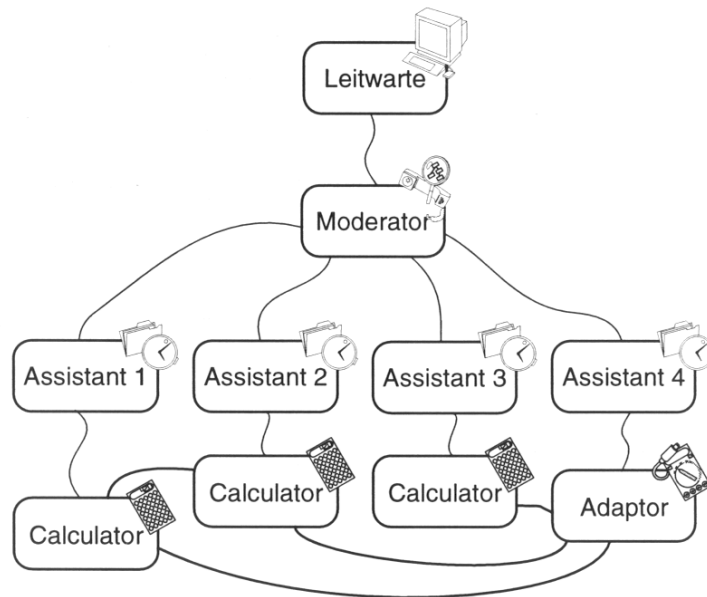 Leitwarte
Moderator
Assistant 1
Assistant 2
Assistant 3
Assistant 4
Calculator
Calculator
Calculator
Adaptor